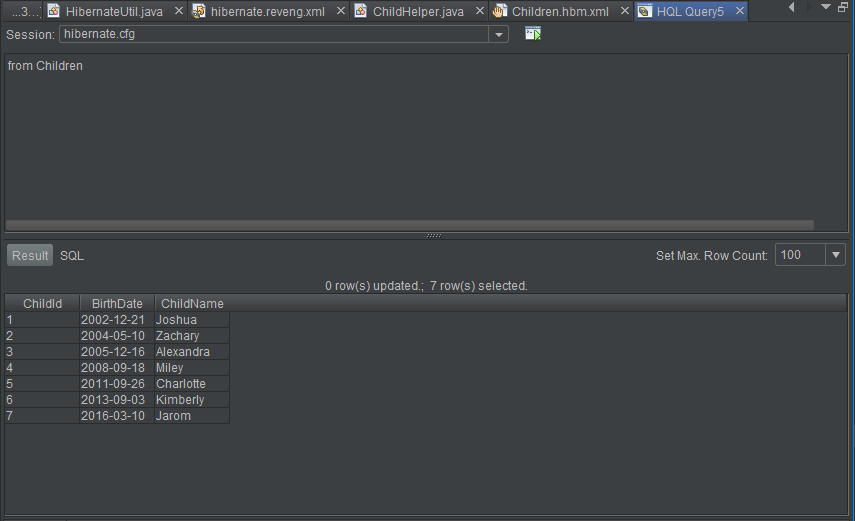 ...3... HibernateUtil.java hibernate.reveng.xml ChildHelper.java Children.hbm.xml HQL Query5
Session: hibernate.cfg
from Children
Result SQL Set Max. Row Count: 100
0 row(s) updated.; 7 row(s) selected.
ChildId BirthDate ChildName
1 2002-12-21 Joshua
2 2004-05-10 Zachary
3 2005-12-16 Alexandra
4 2008-09-18 Miley
5 2011-09-26 Charlotte
6 2013-09-03 Kimberly
7 2016-03-10 Jarom